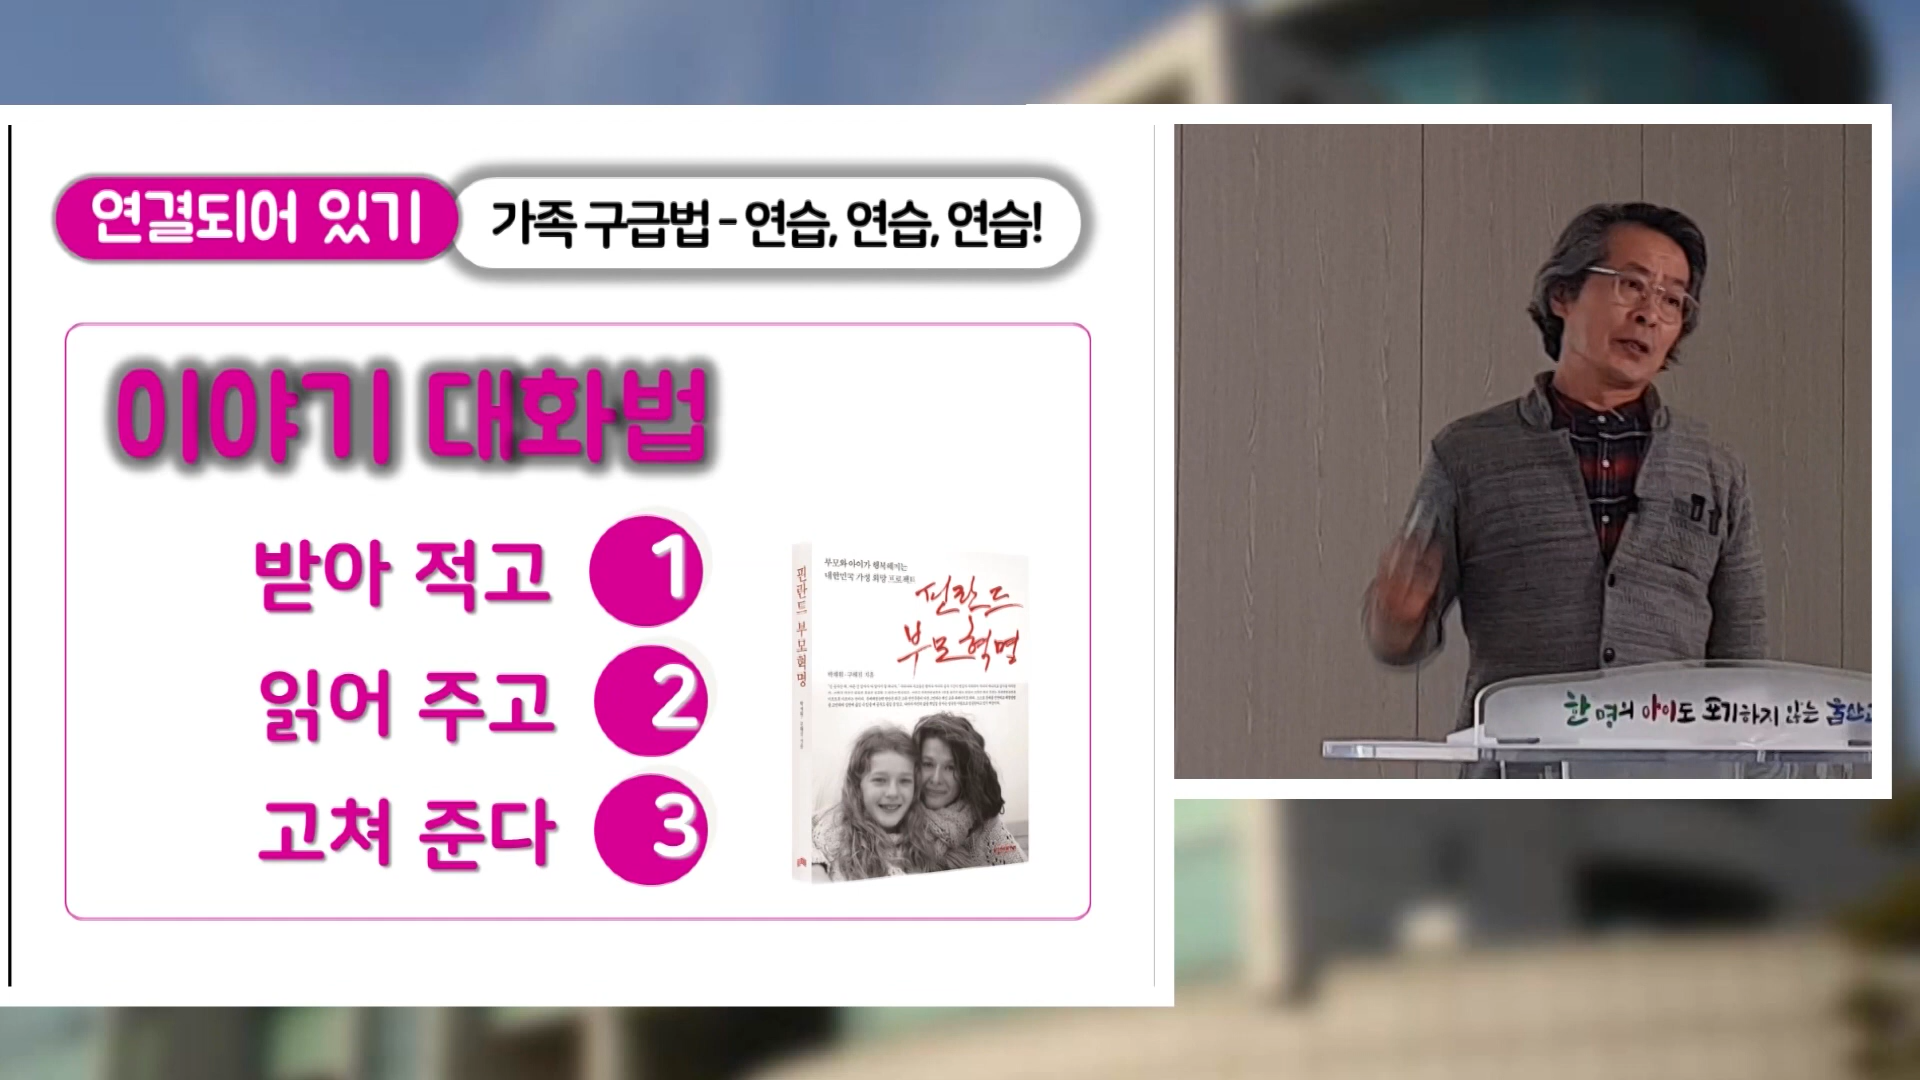 연결되어 있기
가족 구급법 - 연습, 연습, 연습!
이야기 대화법
받아 적고 1
읽어 주고 2
고쳐 준다 3
핀란드 부모혁명
부모와 아이가 행복해지는
대한민국 가정 희망 프로젝트
핀란드
부모혁명
한 명의 아이도 포기하지 않는